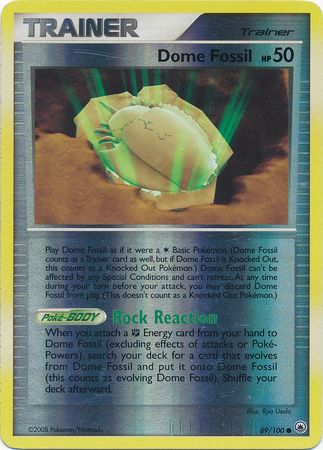 TRAINER
Trainer
Dome Fossil HP 50
Play Dome Fossil as if it were a Basic Pokémon. (Dome Fossil
counts as a Trainer card as well, but if Dome Fossil is Knocked Out,
this counts as a Knocked Out Pokémon.) Dome Fossil can't be
affected by any Special Conditions and can't retreat. At any time
during your turn before your attack, you may discard Dome
Fossil from play. (This doesn't count as a Knocked Out Pokémon.)
Poké-BODY Rock Reaction
When you attach a Energy card from your hand to
Dome Fossil (excluding effects of attacks or Poké-
Powers), search your deck for a card that evolves
from Dome Fossil and put it onto Dome Fossil
(this counts as evolving Dome Fossil). Shuffle your
deck afterward.
Illus. Ryo Ueda
©2008 Pokémon/Nintendo
89/100